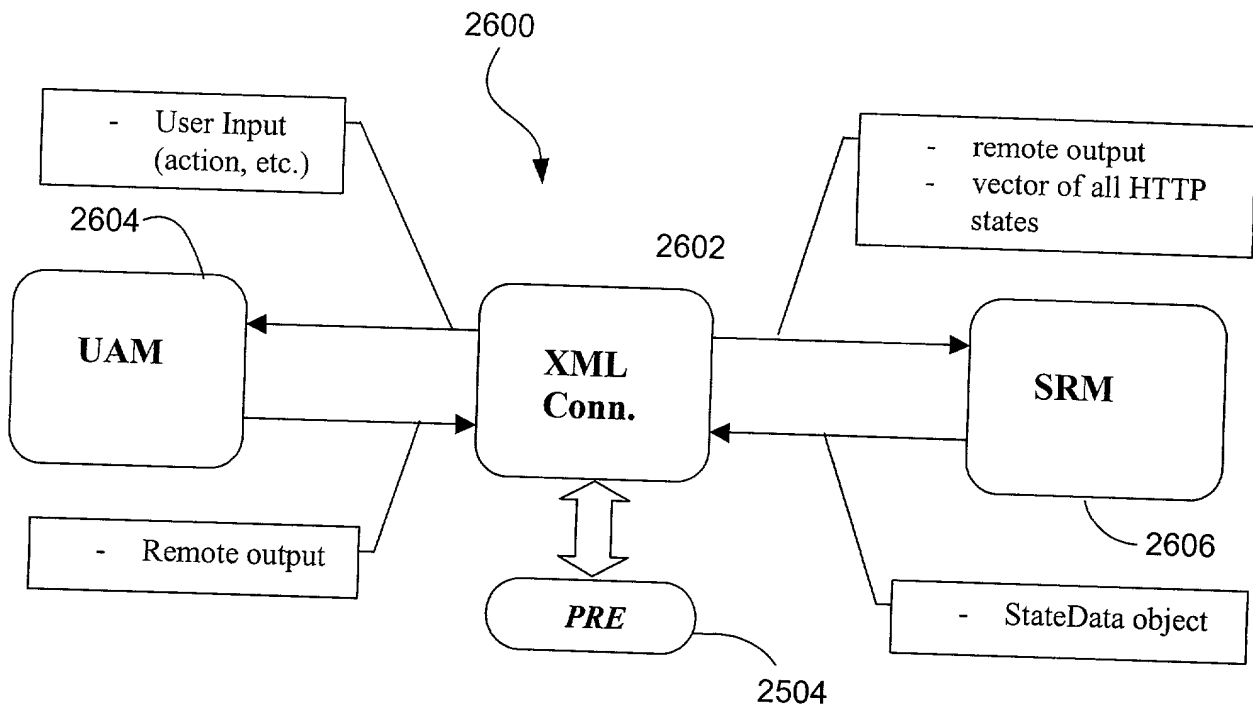 2600
- User Input
(action, etc.)
- remote output
- vector of all HTTP
states
2604
2602
UAM
XML
Conn.
SRM
- Remote output
2606
PRE
- StateData object
2504